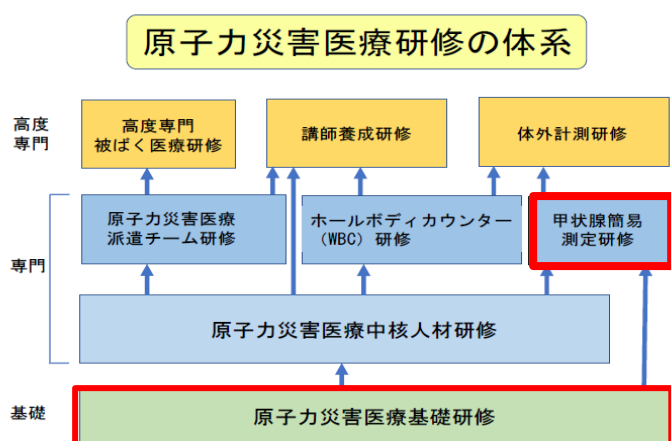 原子力災害医療研修の体系
高度
専門
高度専門
被ばく医療研修
講師養成研修
体外計測研修
専門
原子力災害医療
派遣チーム研修
ホールボディカウンター
（WBC）研修
甲状腺簡易
測定研修
原子力災害医療中核人材研修
基礎
原子力災害医療基礎研修